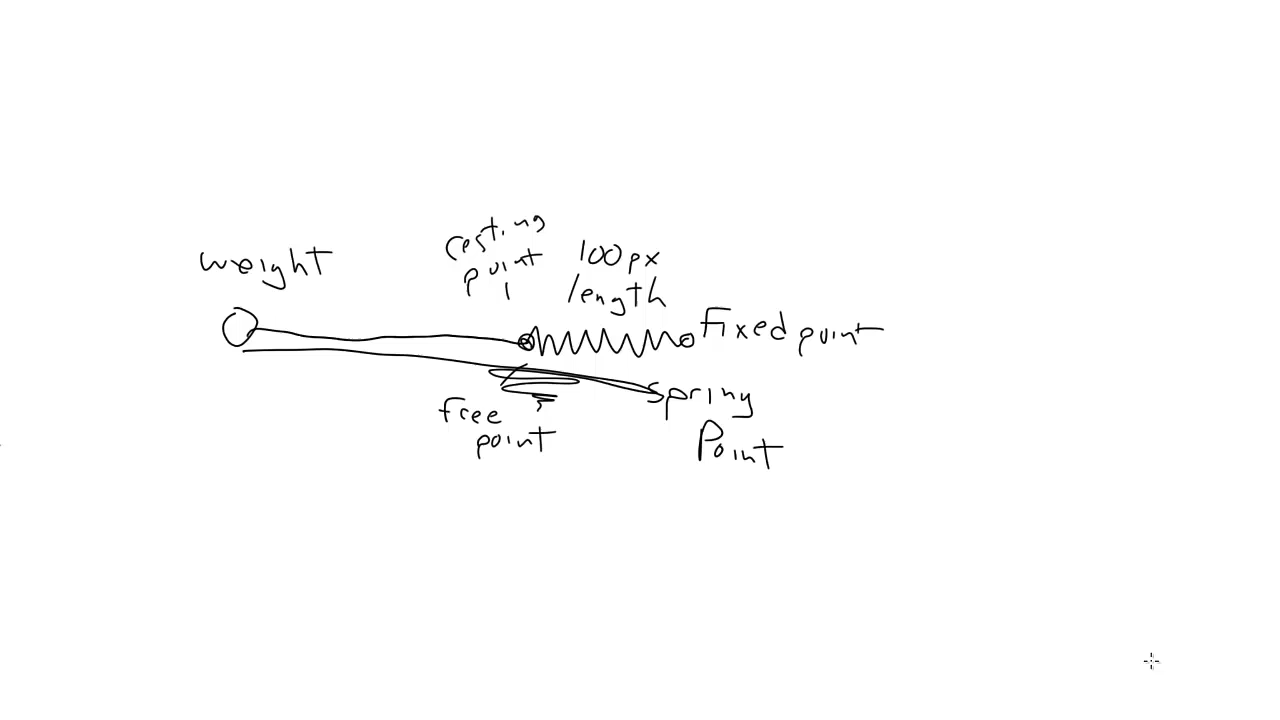 weight
resting
point
100px
length
fixed point
free
point
spring
Point